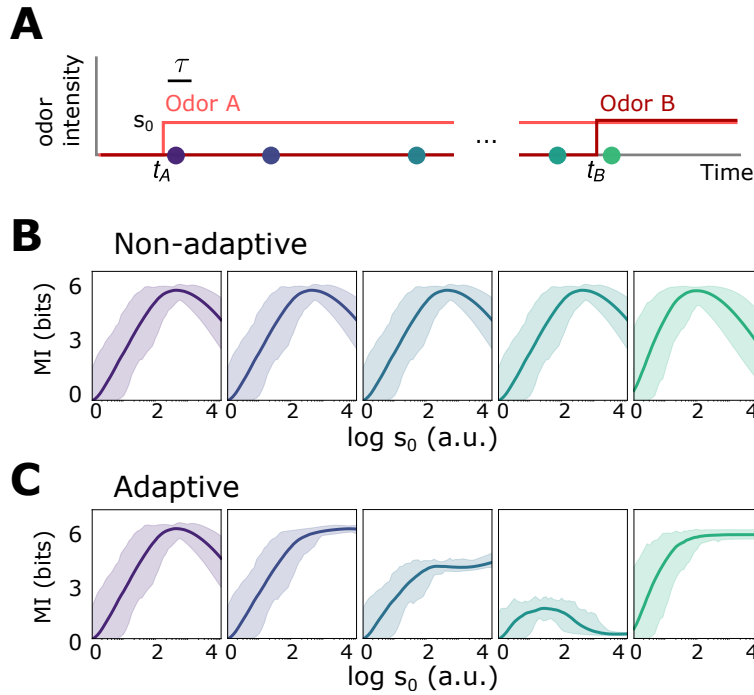 A
odor
intensity
τ
Odor A
Odor B
s₀
...
t_A
t_B
Time
B
Non-adaptive
MI (bits)
6
3
0
0 2 4 0 2 4 0 2 4 0 2 4 0 2 4
log s₀ (a.u.)
C
Adaptive
MI (bits)
6
3
0
0 2 4 0 2 4 0 2 4 0 2 4 0 2 4
log s₀ (a.u.)